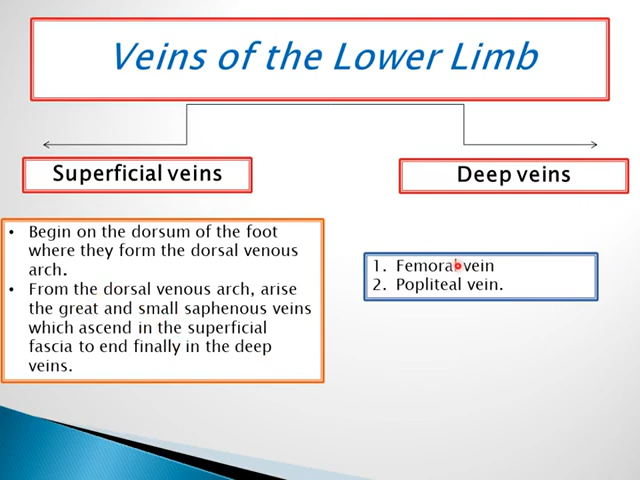 Veins of the Lower Limb
Superficial veins
Deep veins
• Begin on the dorsum of the foot
where they form the dorsal venous
arch.
• From the dorsal venous arch, arise
the great and small saphenous veins
which ascend in the superficial
fascia to end finally in the deep
veins.
1. Femoral vein
2. Popliteal vein.